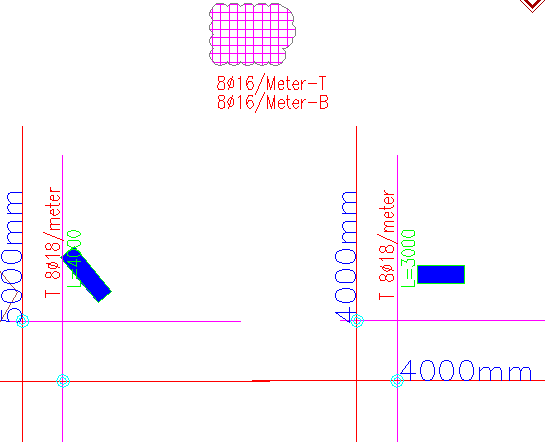 8ø16/Meter-T
8ø16/Meter-B
5000mm
T 8ø18/meter
L=4000
4000mm
T 8ø18/meter
L=3000
4000mm